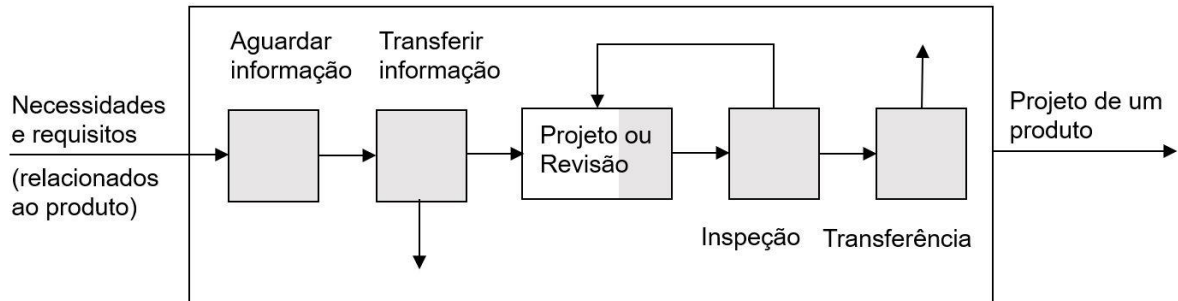 Necessidades
e requisitos
(relacionados
ao produto)
Aguardar
informação
Transferir
informação
Projeto ou
Revisão
Inspeção
Transferência
Projeto de um
produto